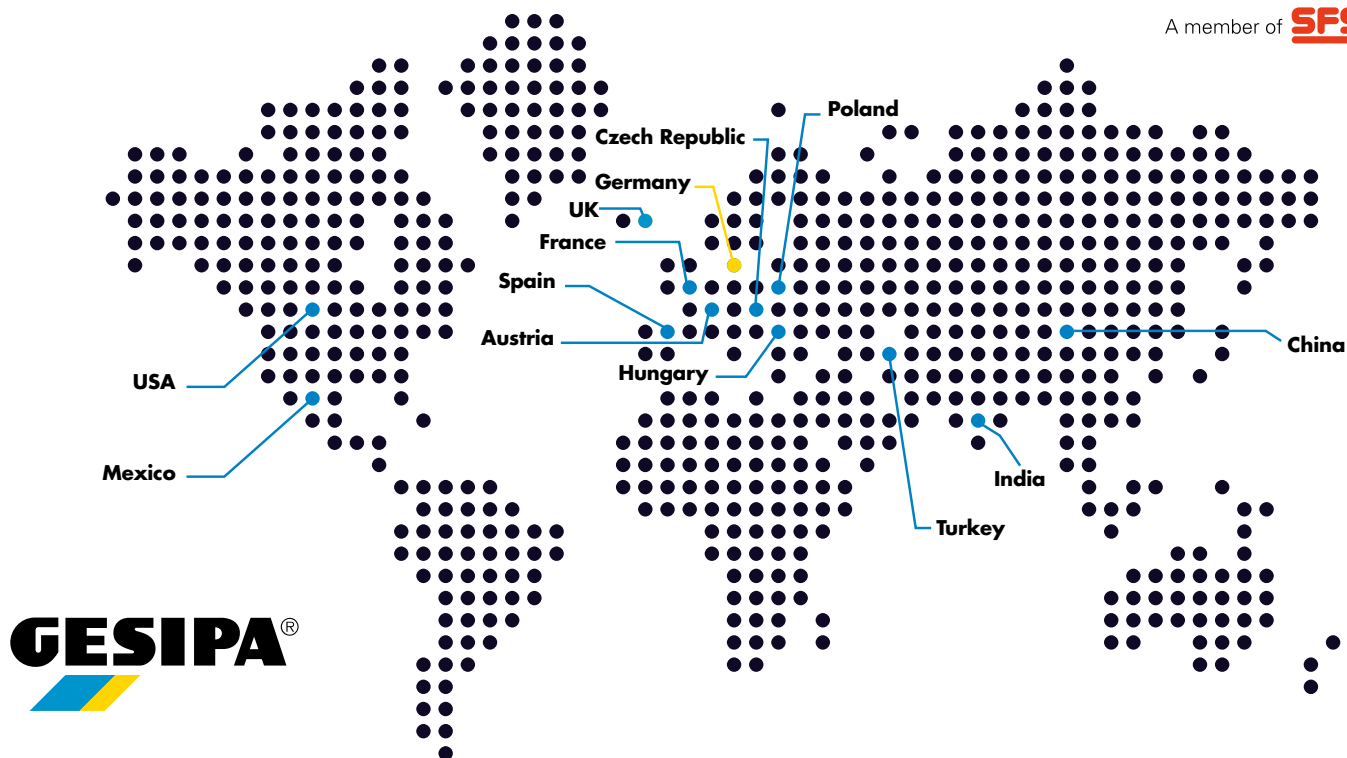 A member of SFS
Poland
Czech Republic
Germany
UK
France
Spain
Austria
Hungary
China
USA
Mexico
India
Turkey
GESIPA®